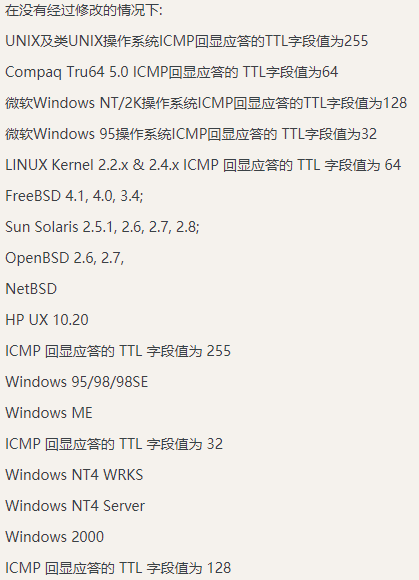 在没有经过修改的情况下:
UNIX及类UNIX操作系统ICMP回显应答的TTL字段值为255
Compaq Tru64 5.0 ICMP回显应答的 TTL字段值为64
微软Windows NT/2K操作系统ICMP回显应答的TTL字段值为128
微软Windows 95操作系统ICMP回显应答的 TTL字段值为32
LINUX Kernel 2.2.x & 2.4.x ICMP 回显应答的 TTL 字段值为 64
FreeBSD 4.1, 4.0, 3.4;
Sun Solaris 2.5.1, 2.6, 2.7, 2.8;
OpenBSD 2.6, 2.7,
NetBSD
HP UX 10.20
ICMP 回显应答的 TTL 字段值为 255
Windows 95/98/98SE
Windows ME
ICMP 回显应答的 TTL 字段值为 32
Windows NT4 WRKS
Windows NT4 Server
Windows 2000
ICMP 回显应答的 TTL 字段值为 128